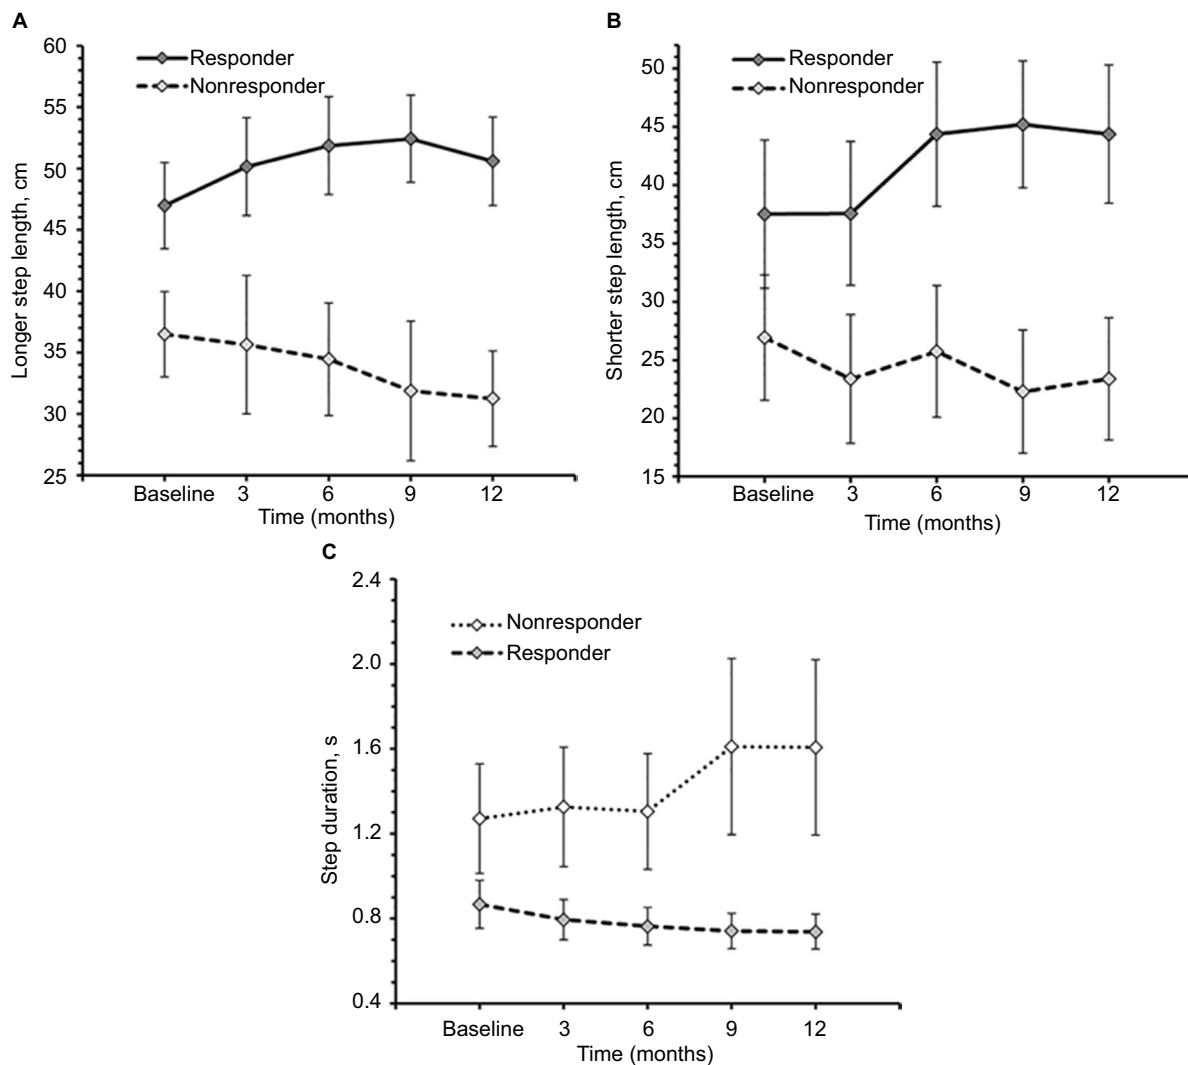 A
60
55
50
45
40
35
30
25
Longer step length, cm
Responder
Nonresponder
Baseline 3 6 9 12
Time (months)
B
50
45
40
35
30
25
20
15
Shorter step length, cm
Responder
Nonresponder
Baseline 3 6 9 12
Time (months)
C
2.4
2.0
1.6
1.2
0.8
0.4
Step duration, s
Nonresponder
Responder
Baseline 3 6 9 12
Time (months)